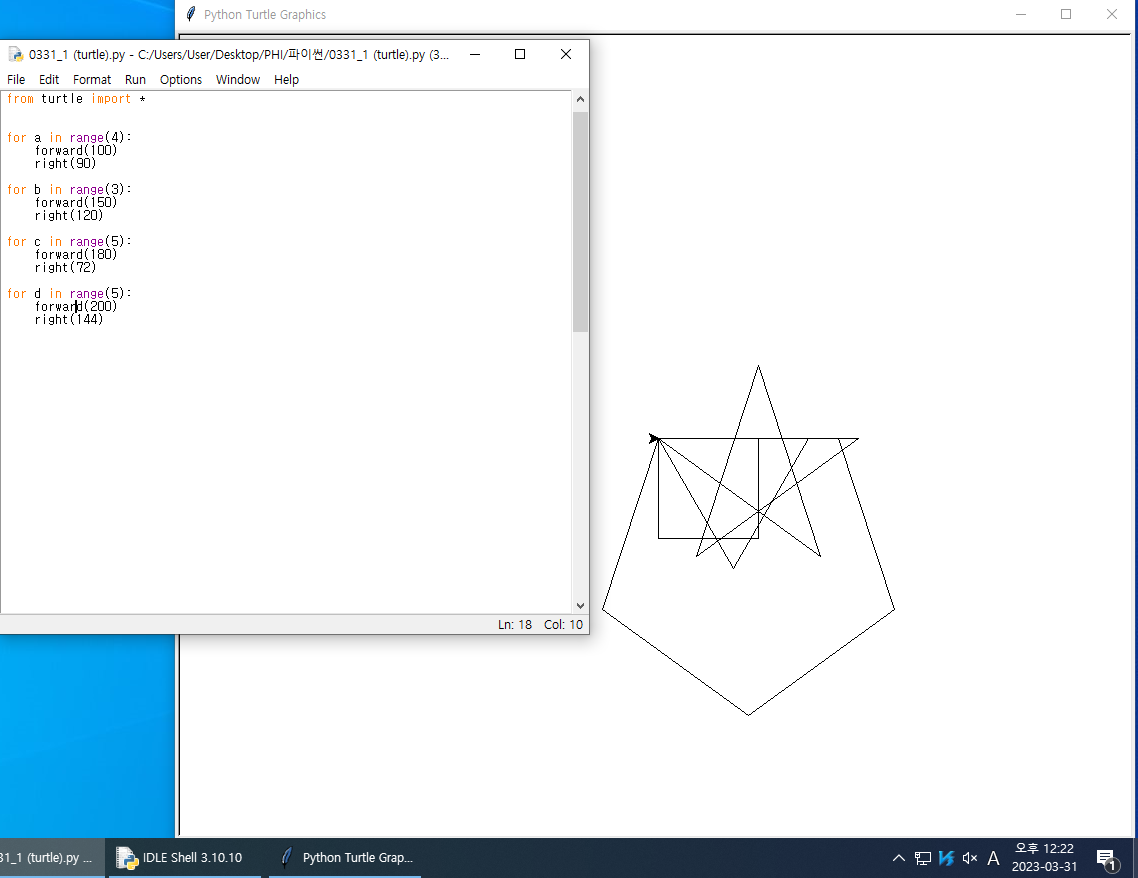 Python Turtle Graphics
0331_1 (turtle).py - C:/Users/User/Desktop/PHI/파이썬/0331_1 (turtle).py (3...
File Edit Format Run Options Window Help
from turtle import *
for a in range(4):
    forward(100)
    right(90)
for b in range(3):
    forward(150)
    right(120)
for c in range(5):
    forward(180)
    right(72)
for d in range(5):
    forward(200)
    right(144)
Ln: 18 Col: 10
31_1 (turtle).py ...
IDLE Shell 3.10.10
Python Turtle Grap...
A
오후 12:22
2023-03-31
1